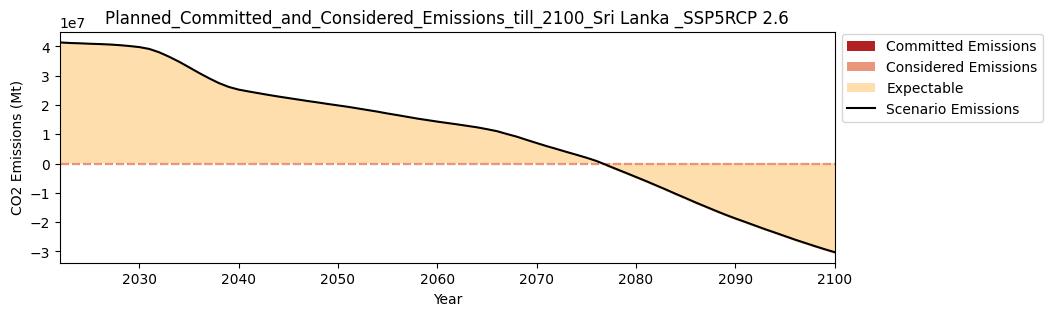 Planned_Committed_and_Considered_Emissions_till_2100_Sri Lanka _SSP5RCP 2.6
1e7
4
3
2
1
0
−1
−2
−3
CO2 Emissions (Mt)
2030 2040 2050 2060 2070 2080 2090 2100
Year
Committed Emissions
Considered Emissions
Expectable
Scenario Emissions